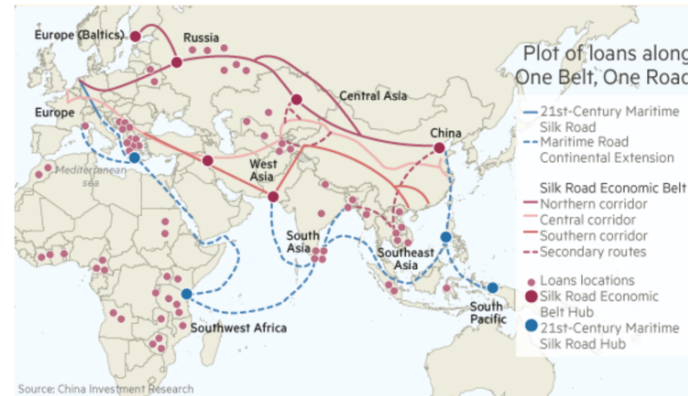 Europe (Baltics)
Russia
Plot of loans along
One Belt, One Road
Central Asia
Europe
21st-Century Maritime
Silk Road
Maritime Road
Continental Extension
China
West
Asia
Mediterranean
sea
Silk Road Economic Belt
Northern corridor
Central corridor
Southern corridor
Secondary routes
South
Asia
Southeast
Asia
Loans locations
Silk Road Economic
Belt Hub
21st-Century Maritime
Silk Road Hub
South
Pacific
Southwest Africa
Source: China Investment Research